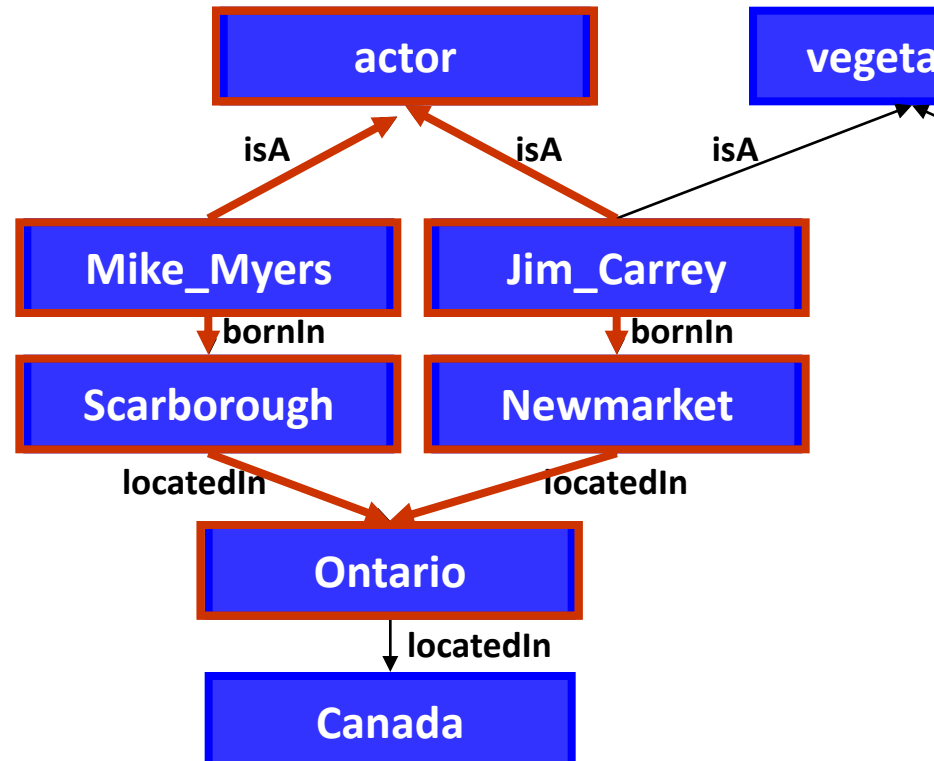 actor
vegeta
isA
isA
isA
Mike_Myers
Jim_Carrey
bornIn
bornIn
Scarborough
Newmarket
locatedIn
locatedIn
Ontario
locatedIn
Canada